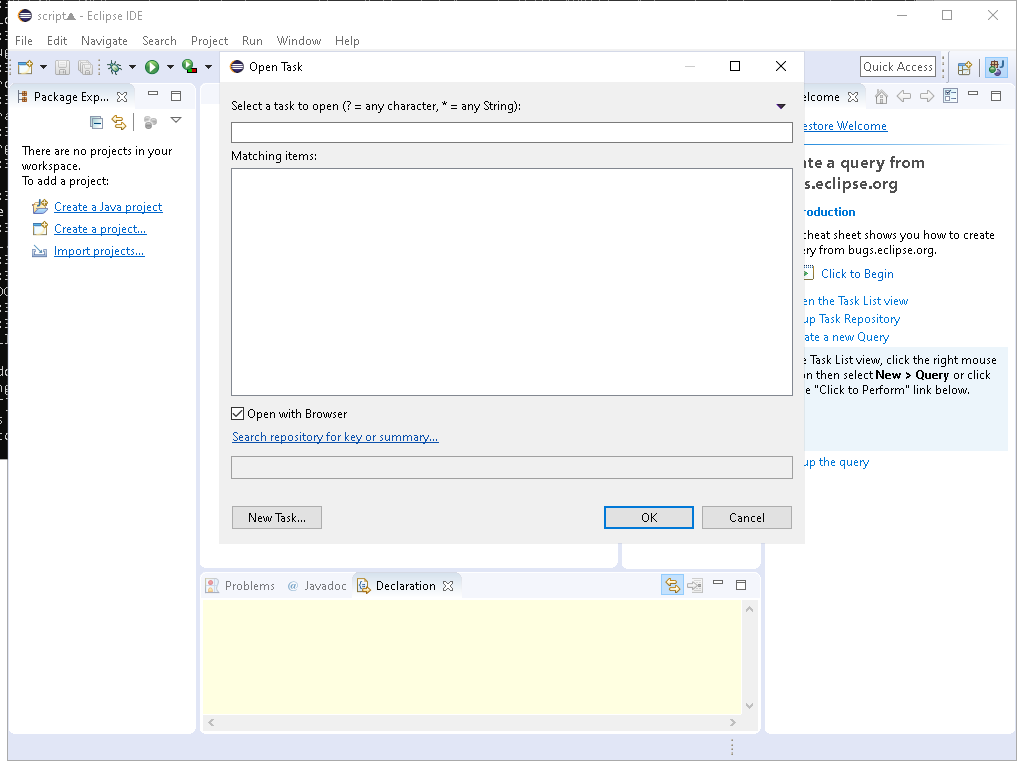 script▲ - Eclipse IDE
File Edit Navigate Search Project Run Window Help
Open Task
Quick Access
Package Exp...
There are no projects in your
workspace.
To add a project:
Create a Java project
Create a project...
Import projects...
Select a task to open (? = any character, * = any String):
Matching items:
Open with Browser
Search repository for key or summary...
New Task...
OK
Cancel
elcome
estore Welcome
te a query from
s.eclipse.org
roduction
cheat sheet shows you how to create
ery from bugs.eclipse.org.
Click to Begin
en the Task List view
up Task Repository
ate a new Query
e Task List view, click the right mouse
on then select New > Query or click
e "Click to Perform" link below.
up the query
Problems
@ Javadoc
Declaration